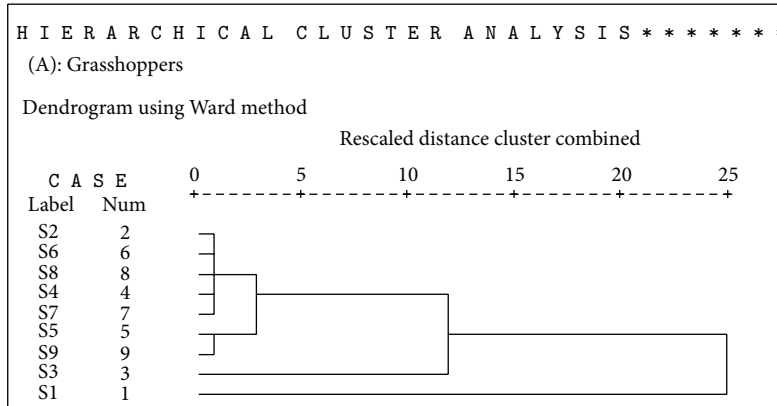 H I E R A R C H I C A L C L U S T E R A N A L Y S I S * * * * * *
(A): Grasshoppers
Dendrogram using Ward method
Rescaled distance cluster combined
C A S E 0 5 10 15 20 25
Label Num
S2 2
S6 6
S8 8
S4 4
S7 7
S5 5
S9 9
S3 3
S1 1